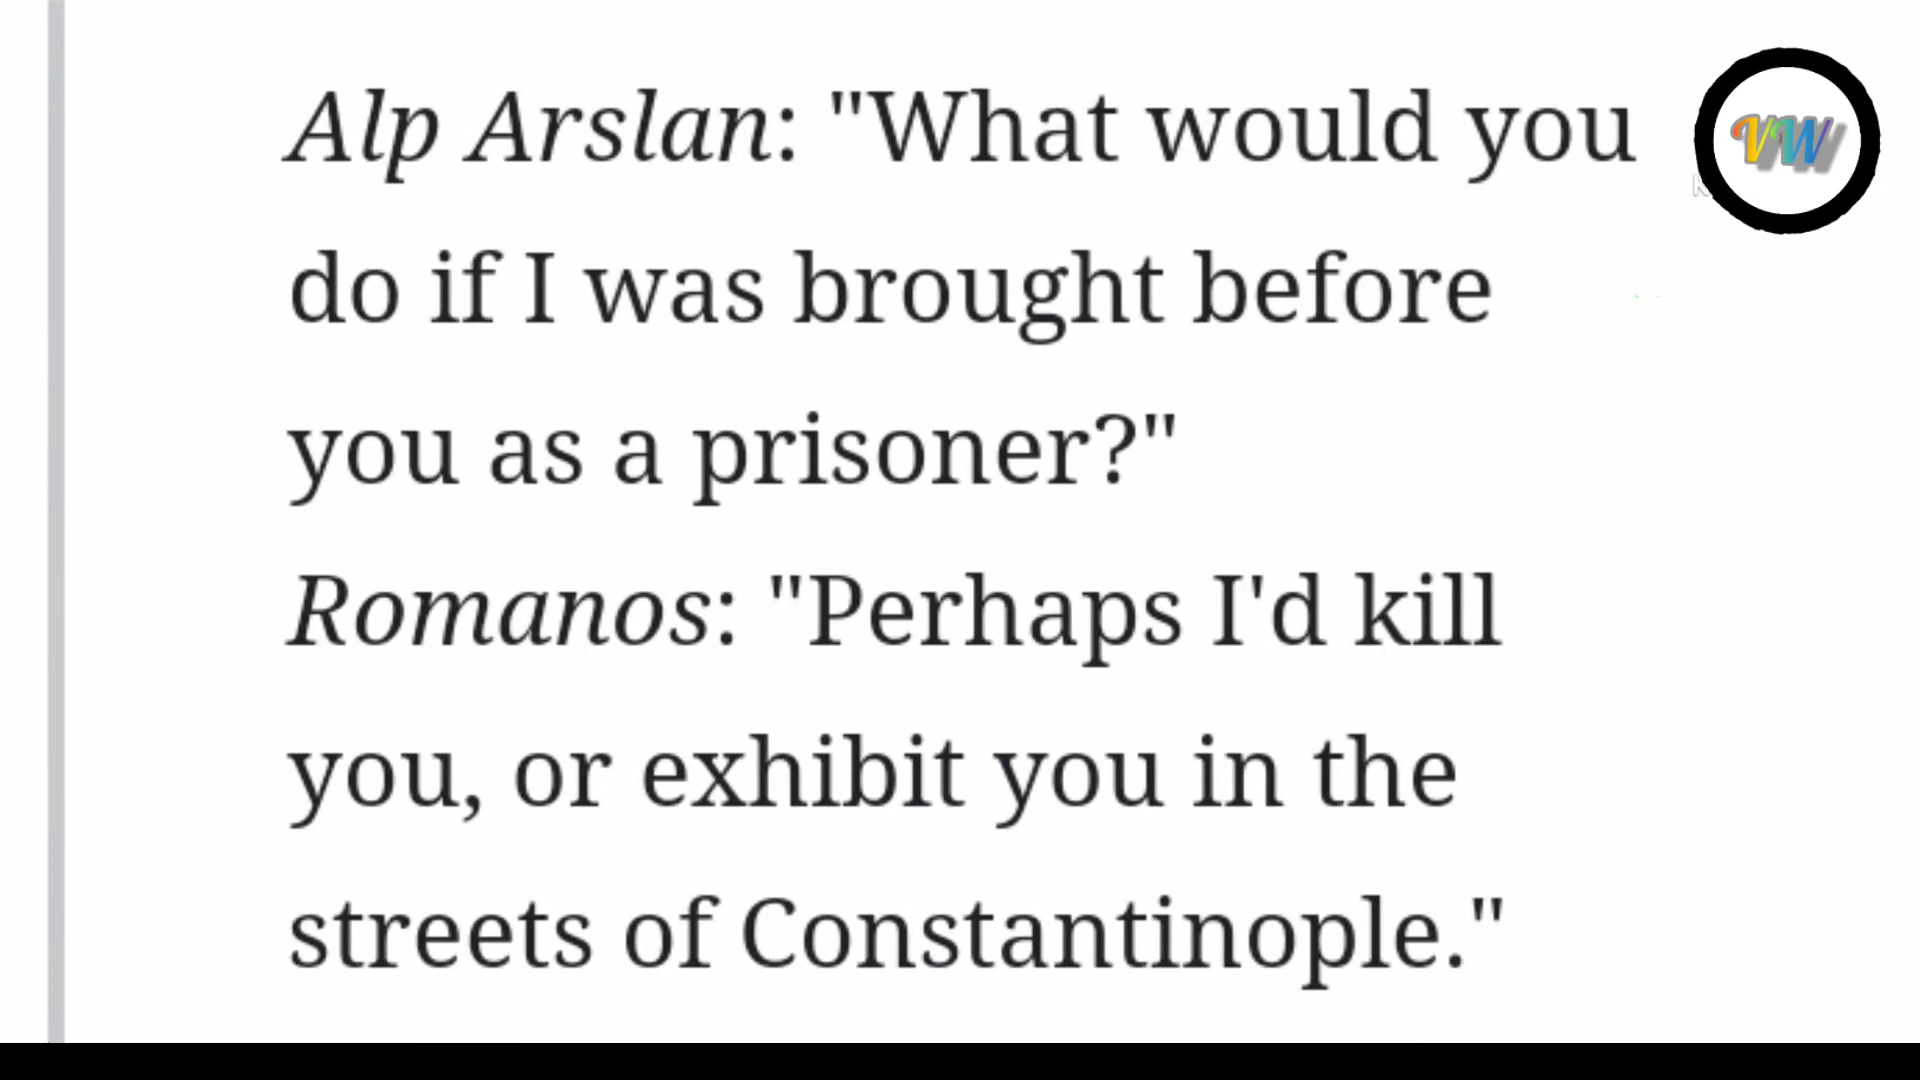 Alp Arslan: "What would you
do if I was brought before
you as a prisoner?"
Romanos: "Perhaps I'd kill
you, or exhibit you in the
streets of Constantinople."
VW